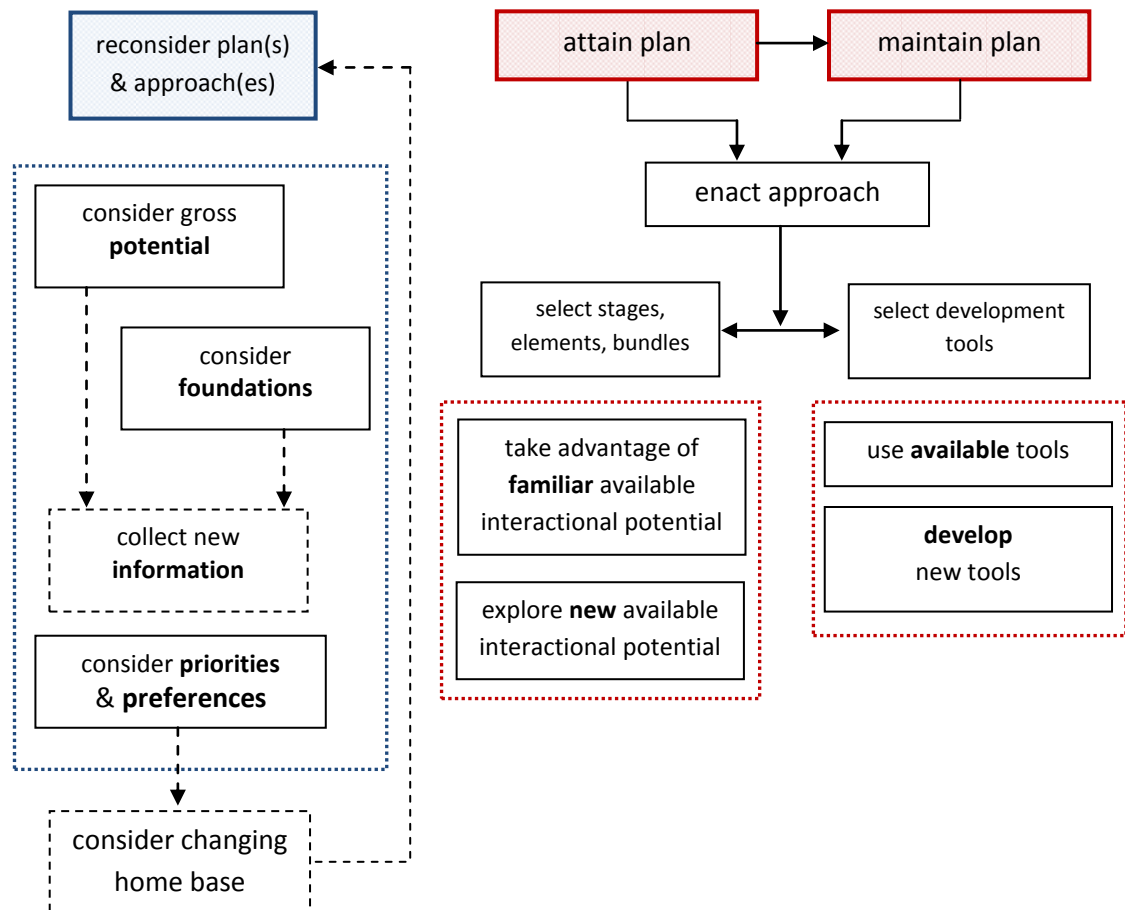 reconsider plan(s)
& approach(es)
consider gross
potential
consider
foundations
collect new
information
consider priorities
& preferences
consider changing
home base
attain plan
maintain plan
enact approach
select stages,
elements, bundles
select development
tools
take advantage of
familiar available
interactional potential
explore new available
interactional potential
use available tools
develop
new tools